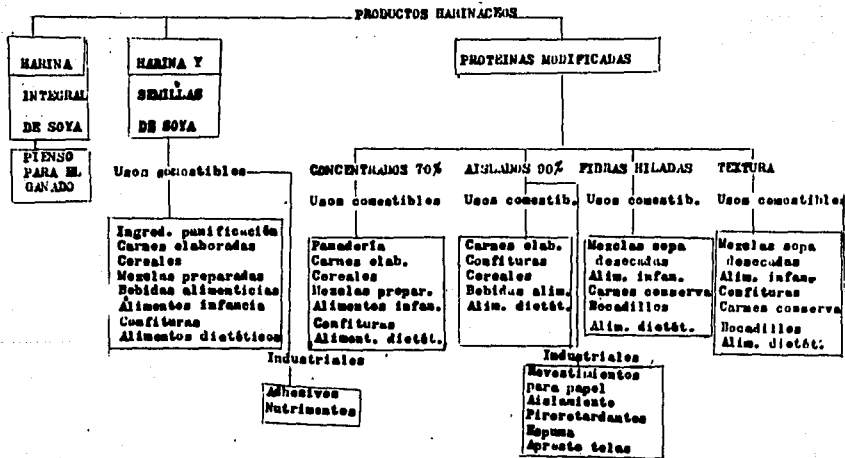 PRODUCTOS HARINACEOS
HARINA
INTEGRAL
DE SOYA
PIENSO
PARA EL
GANADO
HARINA Y
SEMILLAS
DE SOYA
Usos comestibles
Ingred. panificación
Carnes elaboradas
Cereales
Mezclas preparadas
Bebidas alimenticias
Alimentos infancia
Confituras
Alimentos dietéticos
Industriales
Adhesivos
Nutrimentos
PROTEINAS MODIFICADAS
CONCENTRADOS 70%
Usos comestibles
Panadería
Carnes elab.
Cereales
Mezclas prepar.
Alimentos infan.
Confituras
Aliment. dietét.
AISLADOS 90%
Usos comestib.
Carnes elab.
Confituras
Cereales
Bebidas alim.
Alim. dietét.
Industriales
Revestimientos
para papel
Aislamiento
Piroretardantes
Espuma
Apresto telas
FIBRAS HILADAS
Usos comestib.
Mezclas sopa
desecadas
Alim. infan.
Carnes conserva
Bocadillos
Alim. dietét.
TEXTURA
Usos comestibles
Mezclas sopa
desecadas
Alim. infan.
Confituras
Carnes conserva
Bocadillos
Alim. dietét.